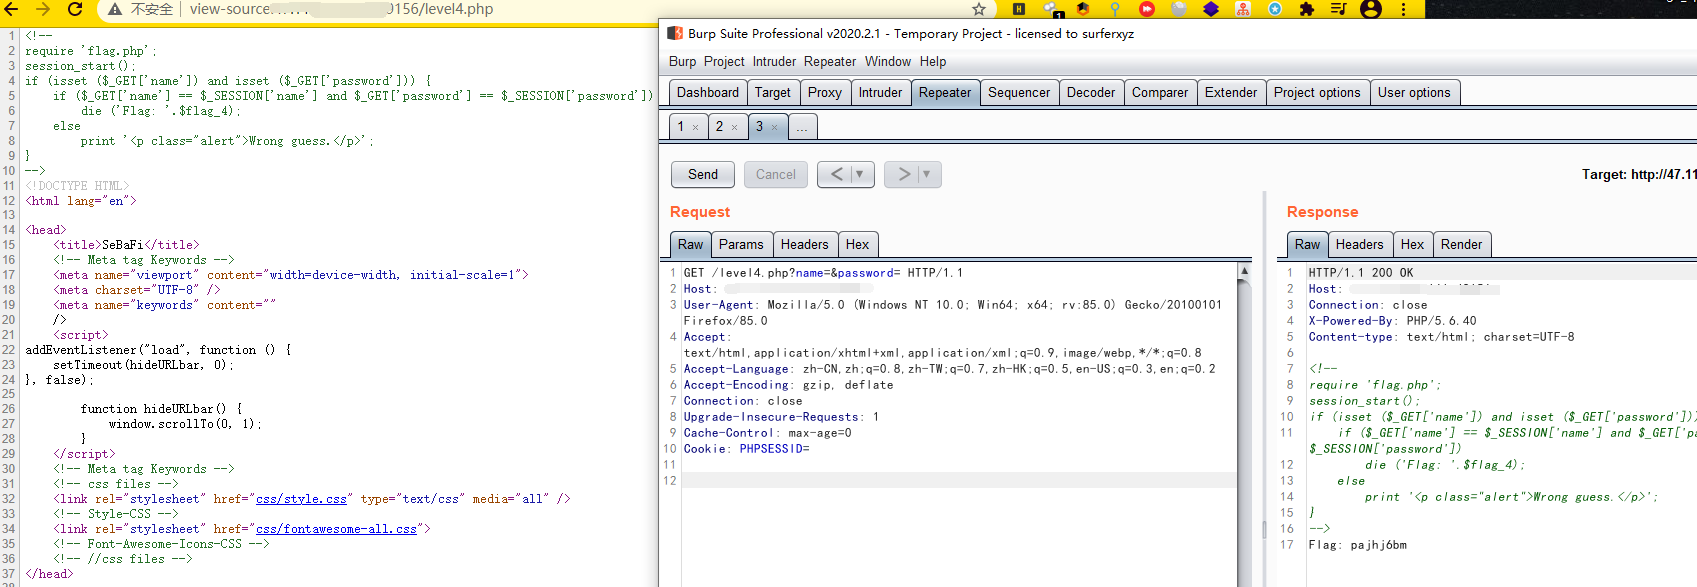 不安全 | view-source: 0156/level4.php
1 <!--
2 require 'flag.php';
3 session_start();
4 if (isset ($_GET['name']) and isset ($_GET['password'])) {
5 if ($_GET['name'] == $_SESSION['name'] and $_GET['password'] == $_SESSION['password'])
6 die ('Flag: '.$flag_4);
7 else
8 print '<p class="alert">Wrong guess.</p>';
9 }
10 -->
11 <!DOCTYPE HTML>
12 <html lang="en">
13
14 <head>
15 <title>SeBaFi</title>
16 <!-- Meta tag Keywords -->
17 <meta name="viewport" content="width=device-width, initial-scale=1">
18 <meta charset="UTF-8" />
19 <meta name="keywords" content=""
20 />
21 <script>
22 addEventListener("load", function () {
23 setTimeout(hideURLbar, 0);
24 }, false);
25
26 function hideURLbar() {
27 window.scrollTo(0, 1);
28 }
29 </script>
30 <!-- Meta tag Keywords -->
31 <!-- css files -->
32 <link rel="stylesheet" href="css/style.css" type="text/css" media="all" />
33 <!-- Style-CSS -->
34 <link rel="stylesheet" href="css/fontawesome-all.css">
35 <!-- Font-Awesome-Icons-CSS -->
36 <!-- //css files -->
37 </head>
Burp Suite Professional v2020.2.1 - Temporary Project - licensed to surferxyz
Burp Project Intruder Repeater Window Help
Dashboard Target Proxy Intruder Repeater Sequencer Decoder Comparer Extender Project options User options
1 × 2 × 3 × ...
Send Cancel < ▼ > ▼
Target: http://47.11
Request
Raw Params Headers Hex
1 GET /level4.php?name=&password= HTTP/1.1
2 Host:
3 User-Agent: Mozilla/5.0 (Windows NT 10.0; Win64; x64; rv:85.0) Gecko/20100101
Firefox/85.0
4 Accept:
text/html,application/xhtml+xml,application/xml;q=0.9,image/webp,*/*;q=0.8
5 Accept-Language: zh-CN,zh;q=0.8,zh-TW;q=0.7,zh-HK;q=0.5,en-US;q=0.3,en;q=0.2
6 Accept-Encoding: gzip, deflate
7 Connection: close
8 Upgrade-Insecure-Requests: 1
9 Cache-Control: max-age=0
10 Cookie: PHPSESSID=
11
12
Response
Raw Headers Hex Render
1 HTTP/1.1 200 OK
2 Host:
3 Connection: close
4 X-Powered-By: PHP/5.6.40
5 Content-type: text/html; charset=UTF-8
6
7 <!--
8 require 'flag.php';
9 session_start();
10 if (isset ($_GET['name']) and isset ($_GET['password']))
11 if ($_GET['name'] == $_SESSION['name'] and $_GET['pa
$_SESSION['password'])
12 die ('Flag: '.$flag_4);
13 else
14 print '<p class="alert">Wrong guess.</p>';
15 }
16 -->
17 Flag: pajhj6bm